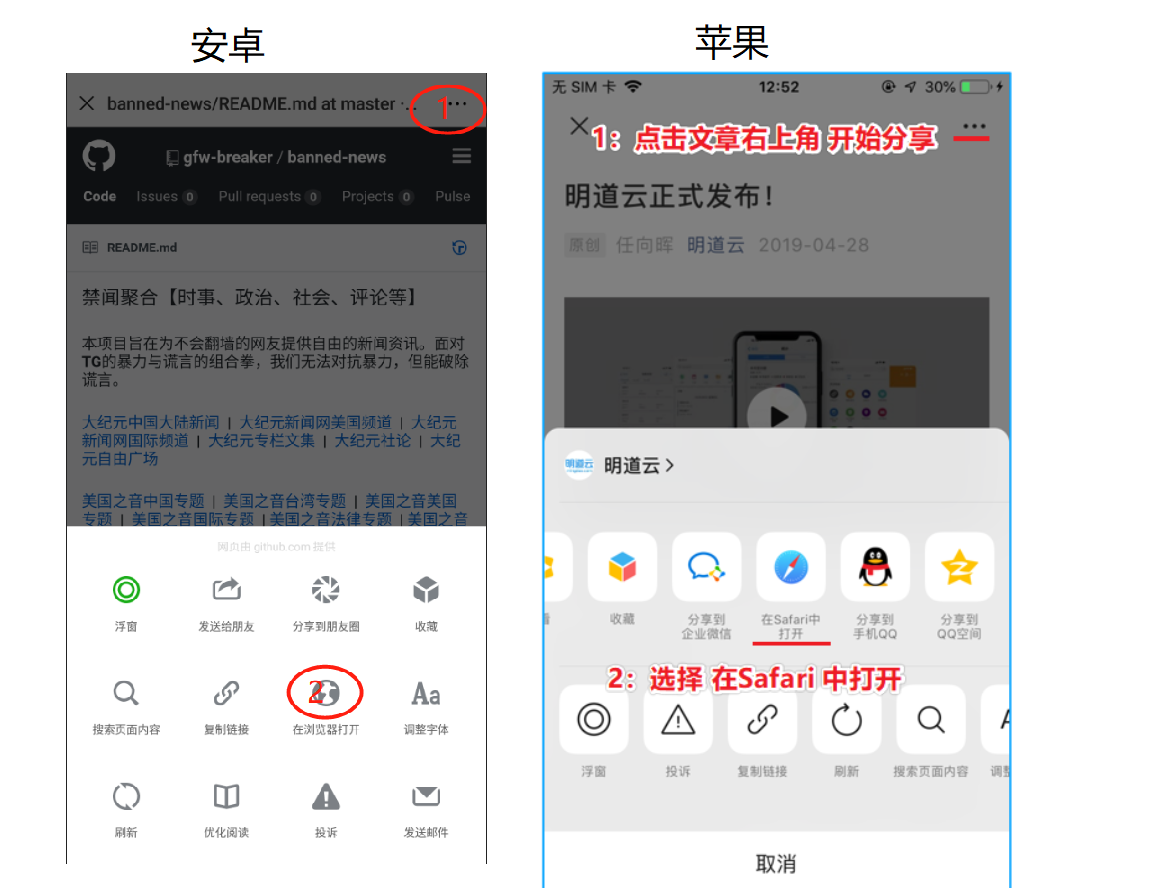 安卓
banned-news/README.md at master ·...
1
gfw-breaker / banned-news
Code Issues 0 Pull requests 0 Projects 0 Pulse
README.md
禁闻聚合【时事、政治、社会、评论等】
本项目旨在为不会翻墙的网友提供自由的新闻资讯。面对
TG的暴力与谎言的组合拳，我们无法对抗暴力，但能破除
谎言。
大纪元中国大陆新闻 | 大纪元新闻网美国频道 | 大纪元
新闻网国际频道 | 大纪元专栏文集 | 大纪元社论 | 大纪
元自由广场
美国之音中国专题 | 美国之音台湾专题 | 美国之音美国
专题 | 美国之音国际专题 | 美国之音法律专题 | 美国之音
网页由 github.com 提供
浮窗 发送给朋友 分享到朋友圈 收藏
2
搜索页面内容 复制链接 在浏览器打开 调整字体
Aa
刷新 优化阅读 投诉 发送邮件
苹果
无 SIM 卡 12:52 30%
1：点击文章右上角 开始分享
明道云正式发布！
原创 任向晖 明道云 2019-04-28
明道云
明道云 >
收藏
分享到
企业微信
在Safari中
打开
分享到
手机QQ
分享到
QQ空间
2：选择 在Safari 中打开
浮窗 投诉 复制链接 刷新 搜索页面内容 调整
取消